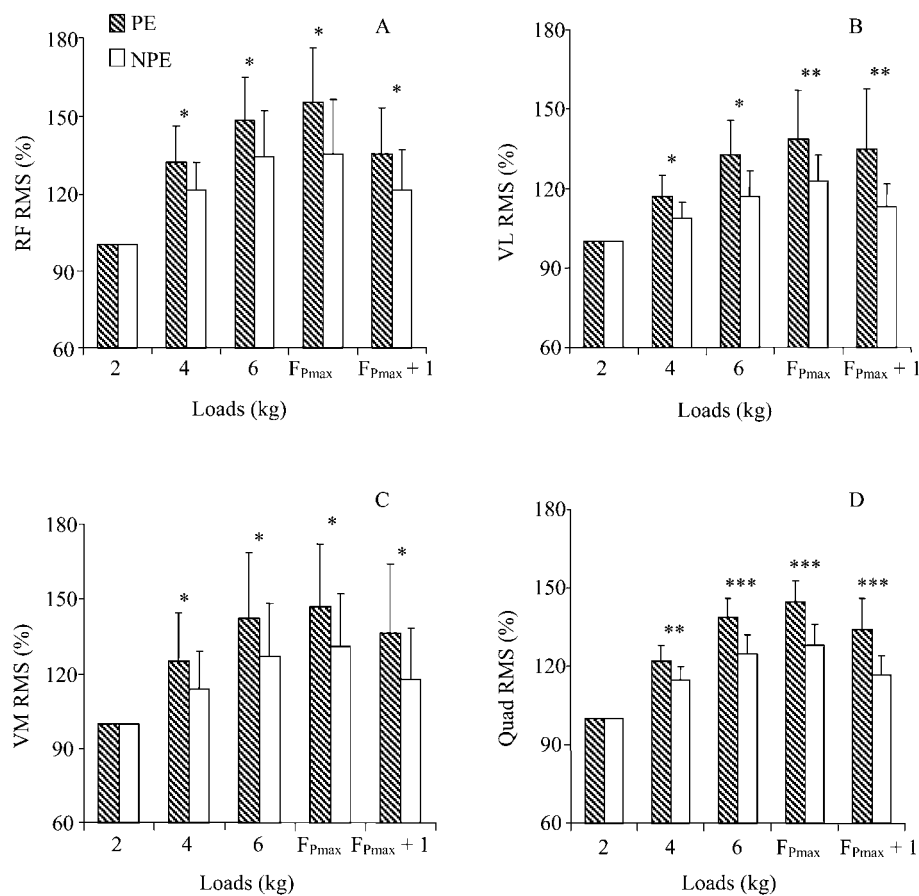 PE
NPE
A
*
*
*
*
RF RMS (%)
180
150
120
90
60
2
4
6
FPmax
FPmax + 1
Loads (kg)
B
*
*
**
**
VL RMS (%)
180
150
120
90
60
2
4
6
FPmax
FPmax + 1
Loads (kg)
C
*
*
*
*
VM RMS (%)
180
150
120
90
60
2
4
6
FPmax
FPmax + 1
Loads (kg)
D
**
***
***
***
Quad RMS (%)
180
150
120
90
60
2
4
6
FPmax
FPmax + 1
Loads (kg)